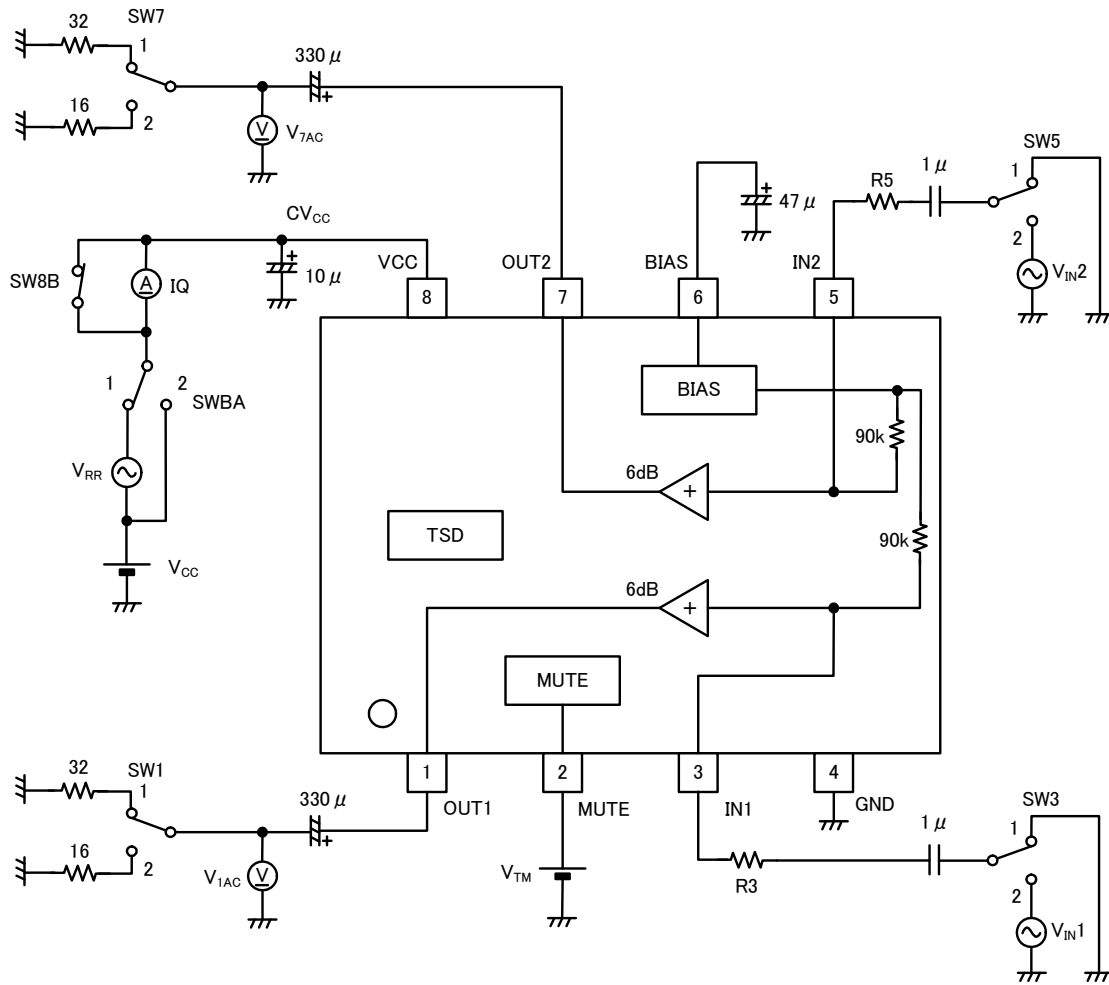 32
SW7
1
330μ
16
2
V
V7AC
SW5
1μ
1
R5
CVCC
47μ
2
VCC
OUT2
BIAS
IN2
SW8B
A
IQ
10μ
VIN2
8
7
6
5
1
2
SWBA
BIAS
90k
VRR
6dB
+
TSD
90k
VCC
6dB
+
MUTE
32
SW1
1
330μ
1
2
3
4
OUT1
MUTE
IN1
GND
SW3
1μ
1
16
2
V
V1AC
VTM
R3
2
VIN1